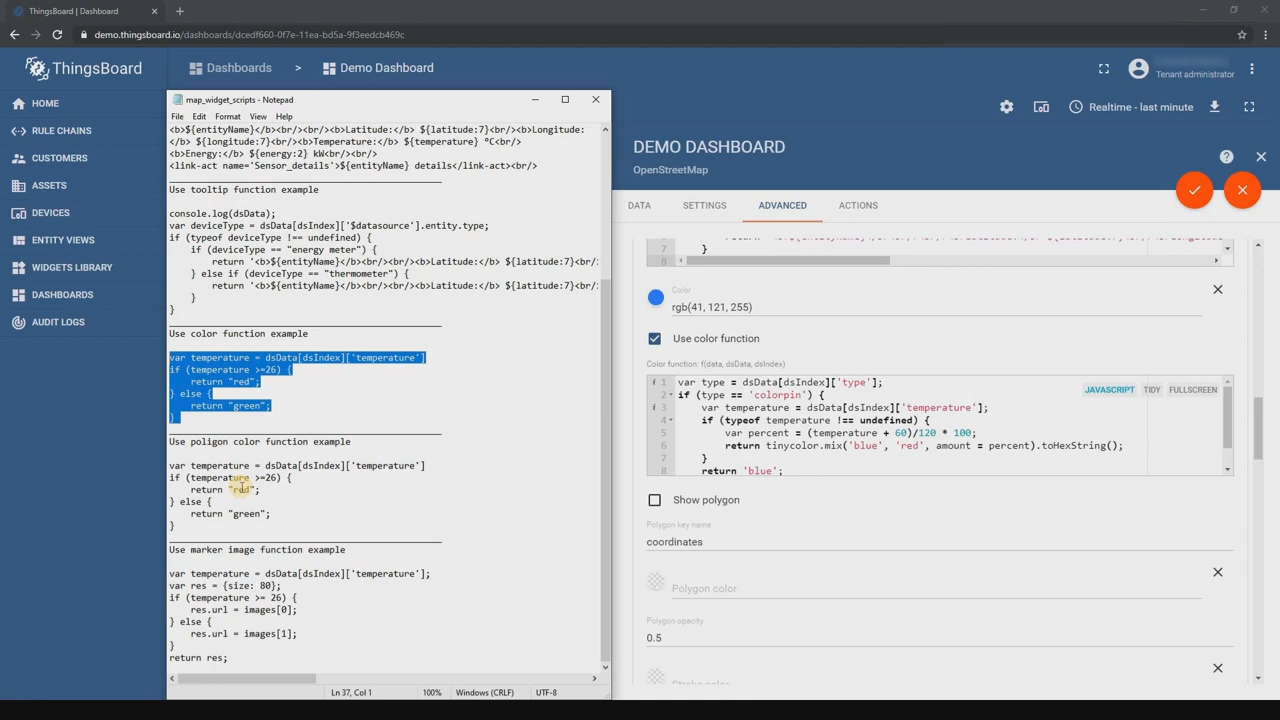 ThingsBoard | Dashboard
demo.thingsboard.io/dashboards/dcedf660-0f7e-11ea-bd5a-9f3eedcb469c
ThingsBoard
Dashboards > Demo Dashboard
Tenant administrator
HOME
RULE CHAINS
CUSTOMERS
ASSETS
DEVICES
ENTITY VIEWS
WIDGETS LIBRARY
DASHBOARDS
AUDIT LOGS
map_widget_scripts - Notepad
File Edit Format View Help
<b>${entityName}</b><br/><br/><b>Latitude:</b> ${latitude:7}<br/><b>Longitude:
</b> ${longitude:7}<br/><b>Temperature:</b> ${temperature} °C<br/>
<b>Energy:</b> ${energy:2} kW<br/><br/>
<link-act name='Sensor_details'>${entityName} details</link-act><br/>
Use tooltip function example
console.log(dsData);
var deviceType = dsData[dsIndex]['$datasource'].entity.type;
if (typeof deviceType !== undefined) {
if (deviceType == "energy meter") {
return '<b>${entityName}</b><br/><br/><b>Latitude:</b> ${latitude:7}<br/>
} else if (deviceType == "thermometer") {
return '<b>${entityName}</b><br/><br/><b>Latitude:</b> ${latitude:7}<br/>
}
}
Use color function example
var temperature = dsData[dsIndex]['temperature']
if (temperature >=26) {
return "red";
} else {
return "green";
}
Use poligon color function example
var temperature = dsData[dsIndex]['temperature']
if (temperature >=26) {
return "red";
} else {
return "green";
}
Use marker image function example
var temperature = dsData[dsIndex]['temperature'];
var res = {size: 80};
if (temperature >= 26) {
res.url = images[0];
} else {
res.url = images[1];
}
return res;
Ln 37, Col 1 100% Windows (CRLF) UTF-8
Realtime - last minute
DEMO DASHBOARD
OpenStreetMap
DATA SETTINGS ADVANCED ACTIONS
7 }
8
Color
rgb(41, 121, 255)
Use color function
Color function: f(data, dsData, dsIndex)
JAVASCRIPT TIDY FULLSCREEN
i 1 var type = dsData[dsIndex]['type'];
2 if (type == 'colorpin') {
i 3 var temperature = dsData[dsIndex]['temperature'];
4 if (typeof temperature !== undefined) {
5 var percent = (temperature + 60)/120 * 100;
6 return tinycolor.mix('blue', 'red', amount = percent).toHexString();
7 }
8 return 'blue';
Show polygon
Polygon key name
coordinates
Polygon color
Polygon opacity
0.5